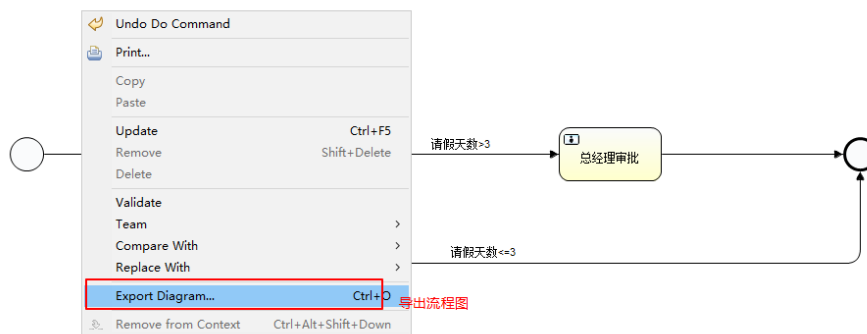 Undo Do Command
Print...
Copy
Paste
Update Ctrl+F5
Remove Shift+Delete
Delete
Validate
Team
Compare With
Replace With
Export Diagram... Ctrl+O
Remove from Context Ctrl+Alt+Shift+Down
导出流程图
请假天数>3
总经理审批
请假天数<=3